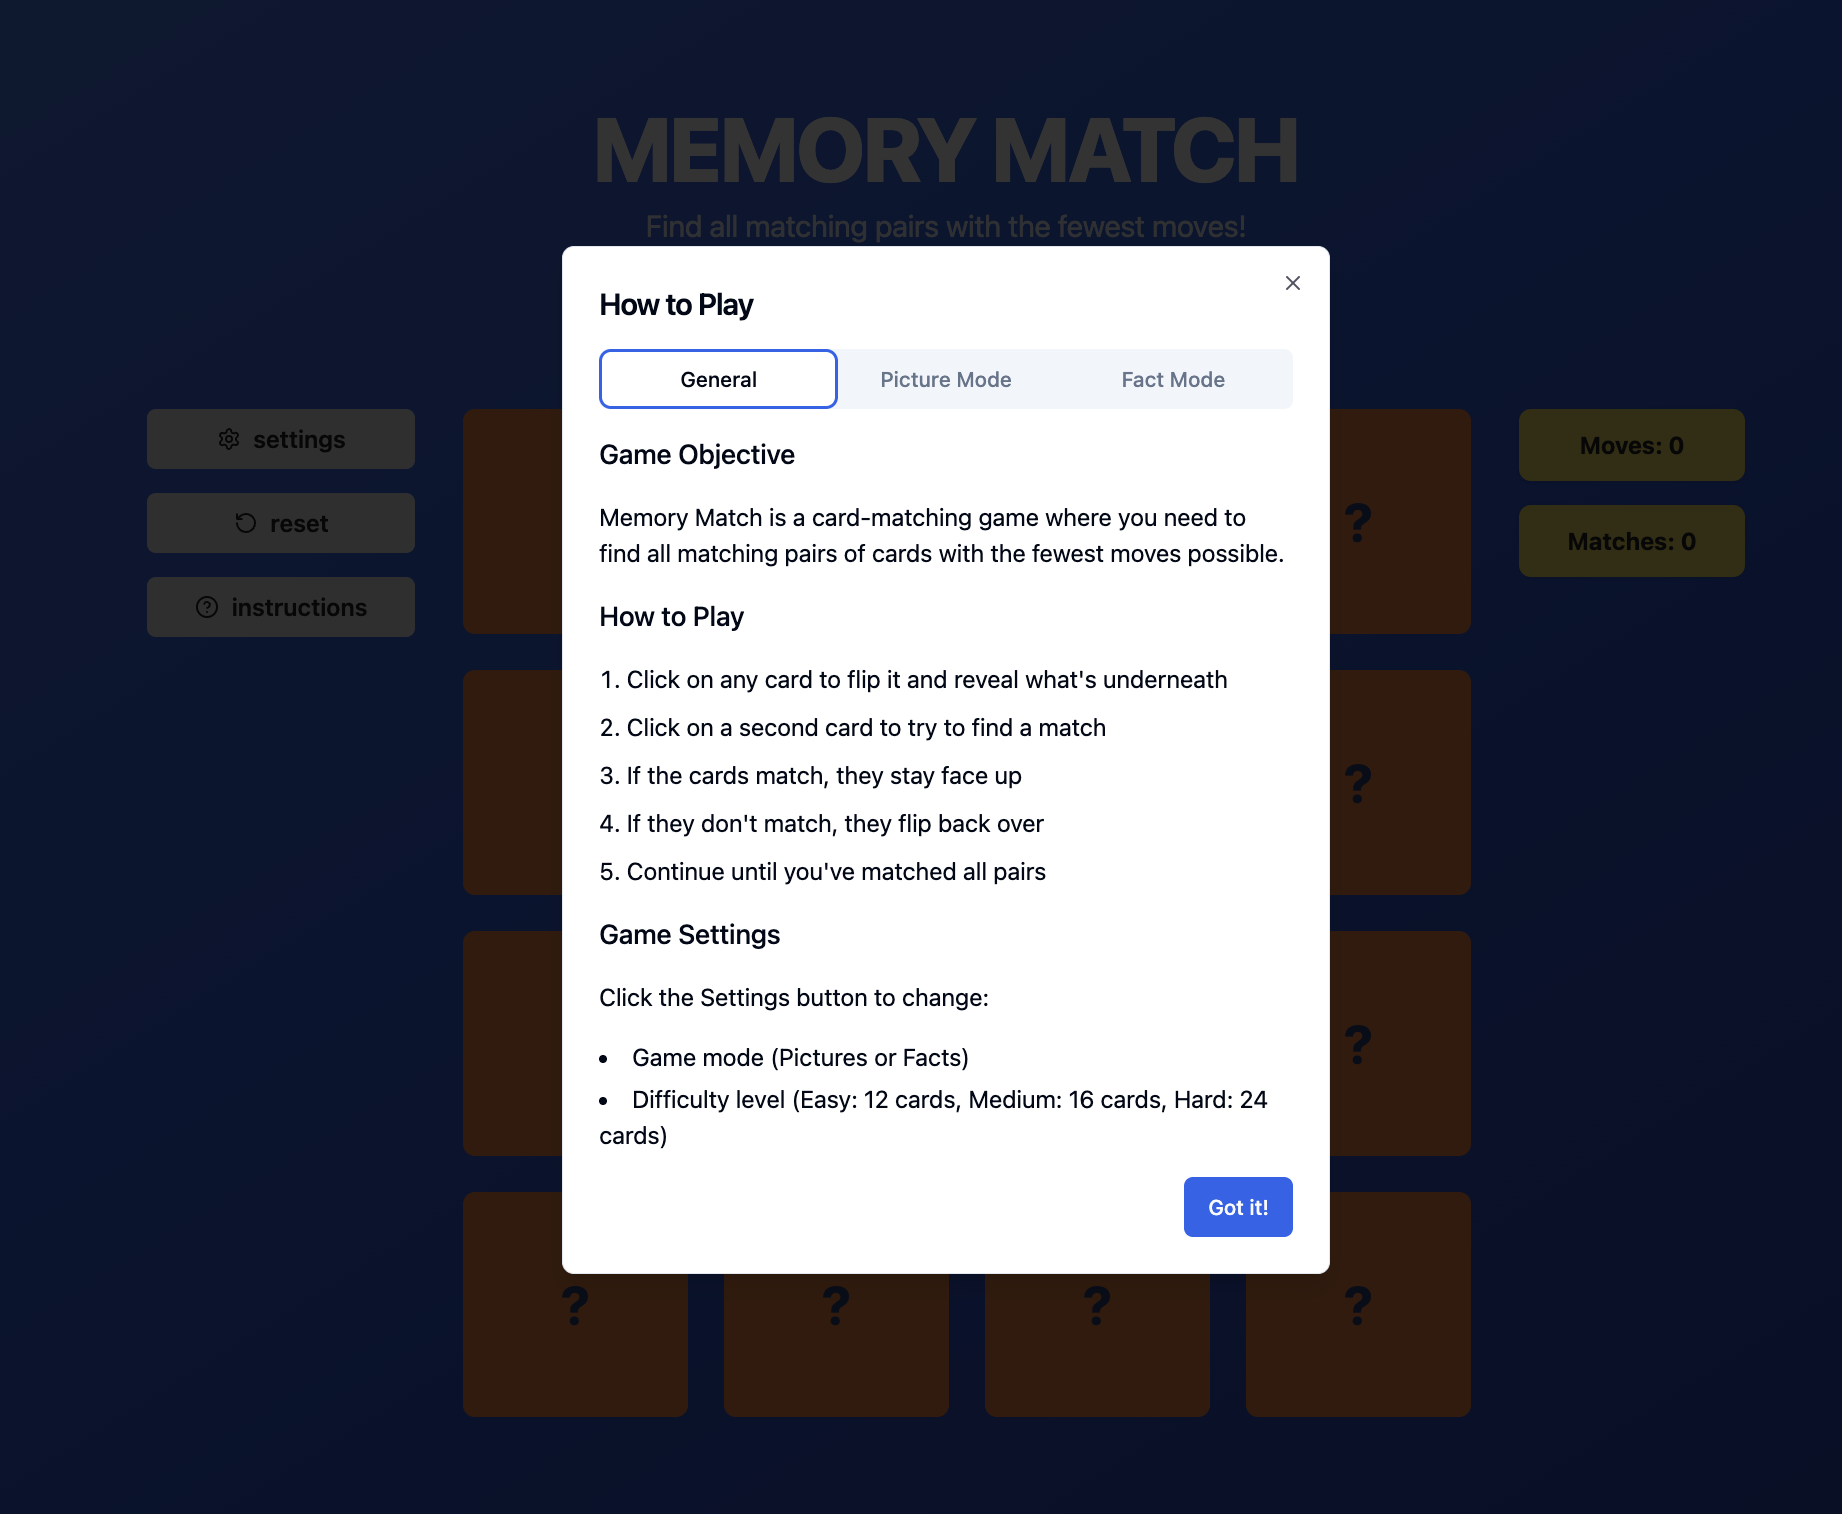 MEMORY MATCH
Find all matching pairs with the fewest moves!
settings
reset
instructions
How to Play
General
Picture Mode
Fact Mode
Game Objective
Memory Match is a card-matching game where you need to
find all matching pairs of cards with the fewest moves possible.
How to Play
1. Click on any card to flip it and reveal what's underneath
2. Click on a second card to try to find a match
3. If the cards match, they stay face up
4. If they don't match, they flip back over
5. Continue until you've matched all pairs
Game Settings
Click the Settings button to change:
• Game mode (Pictures or Facts)
• Difficulty level (Easy: 12 cards, Medium: 16 cards, Hard: 24
cards)
Got it!
Moves: 0
Matches: 0
?
?
?
? ? ? ?